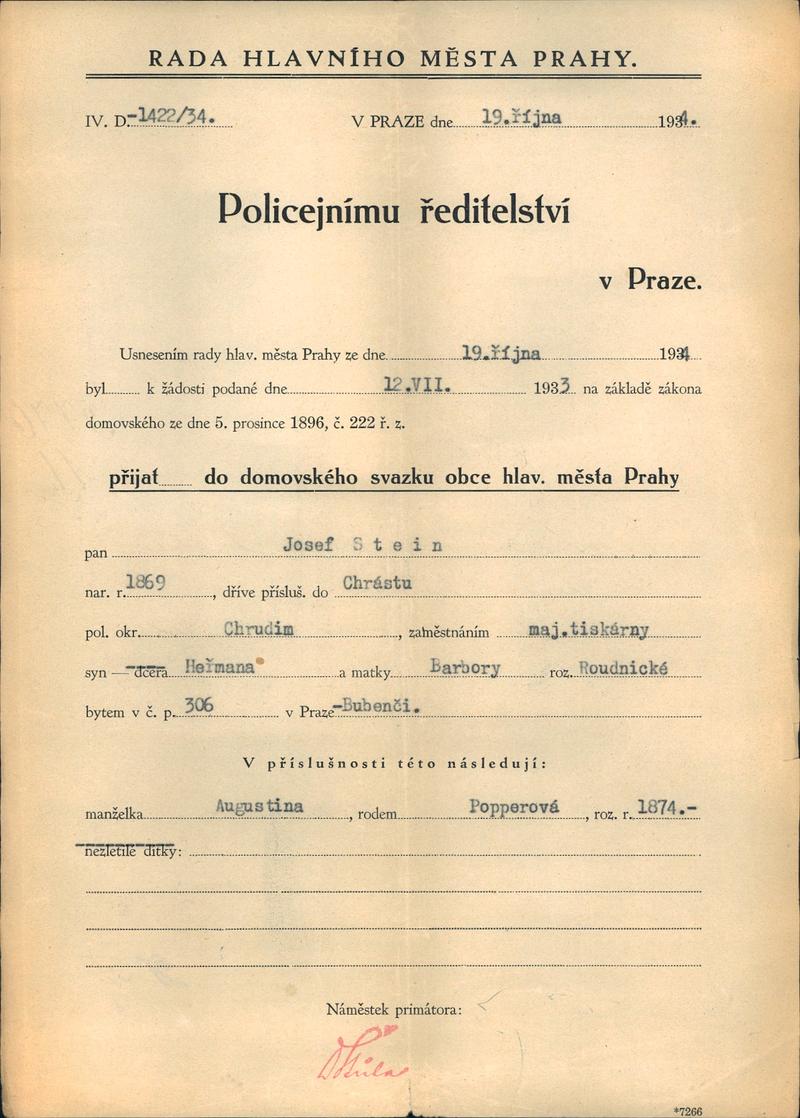 RADA HLAVNÍHO MĚSTA PRAHY.
IV. D.-1422/34. V PRAZE dne 19.října 1934.
Policejnímu ředitelství
v Praze.
Usnesením rady hlav. města Prahy ze dne 19.října 1934
byl k žádosti podané dne 12.VII. 1933 na základě zákona
domovského ze dne 5. prosince 1896, č. 222 ř. z.
přijat do domovského svazku obce hlav. města Prahy
pan Josef Stein
nar. r. 1869, dříve přísluš. do Chrástu
pol. okr. Chrudim, zaměstnáním maj.tiskárny
syn — dcera Heřmana a matky Barbory roz. Roudnické
bytem v č. p. 306 v Praze-Bubenči.
V příslušnosti této následují:
manželka Augustina, rodem Popperová, roz. r. 1874.-
nezletilé dítky:
Náměstek primátora:
*7266